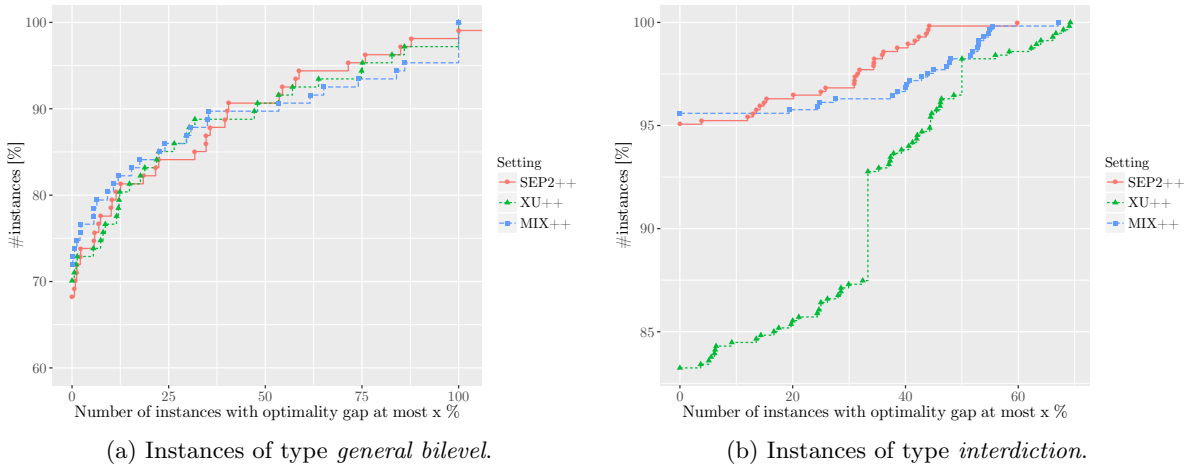 100
90
80
70
60
#instances [%]
0
25
50
75
100
Number of instances with optimality gap at most x %
Setting
SEP2++
XU++
MIX++
(a) Instances of type general bilevel.
100
95
90
85
#instances [%]
0
20
40
60
Number of instances with optimality gap at most x %
Setting
SEP2++
XU++
MIX++
(b) Instances of type interdiction.